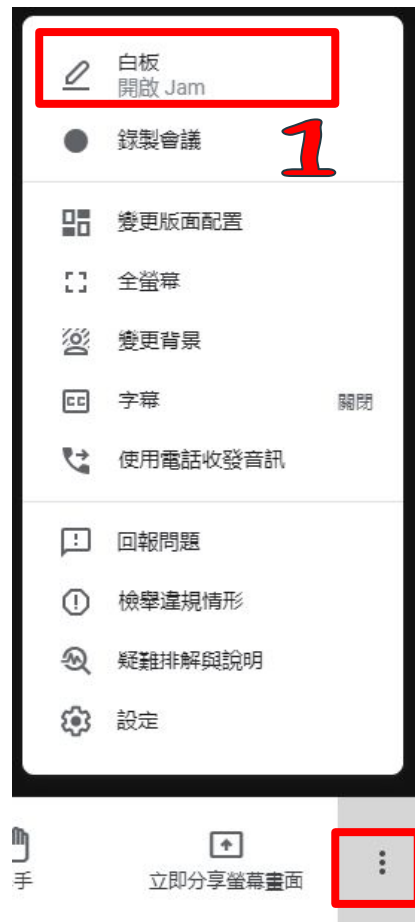 白板
開啟 Jam
錄製會議
1
變更版面配置
全螢幕
變更背景
CC
字幕
關閉
使用電話收發音訊
回報問題
檢舉違規情形
疑難排解與說明
設定
手
立即分享螢幕畫面